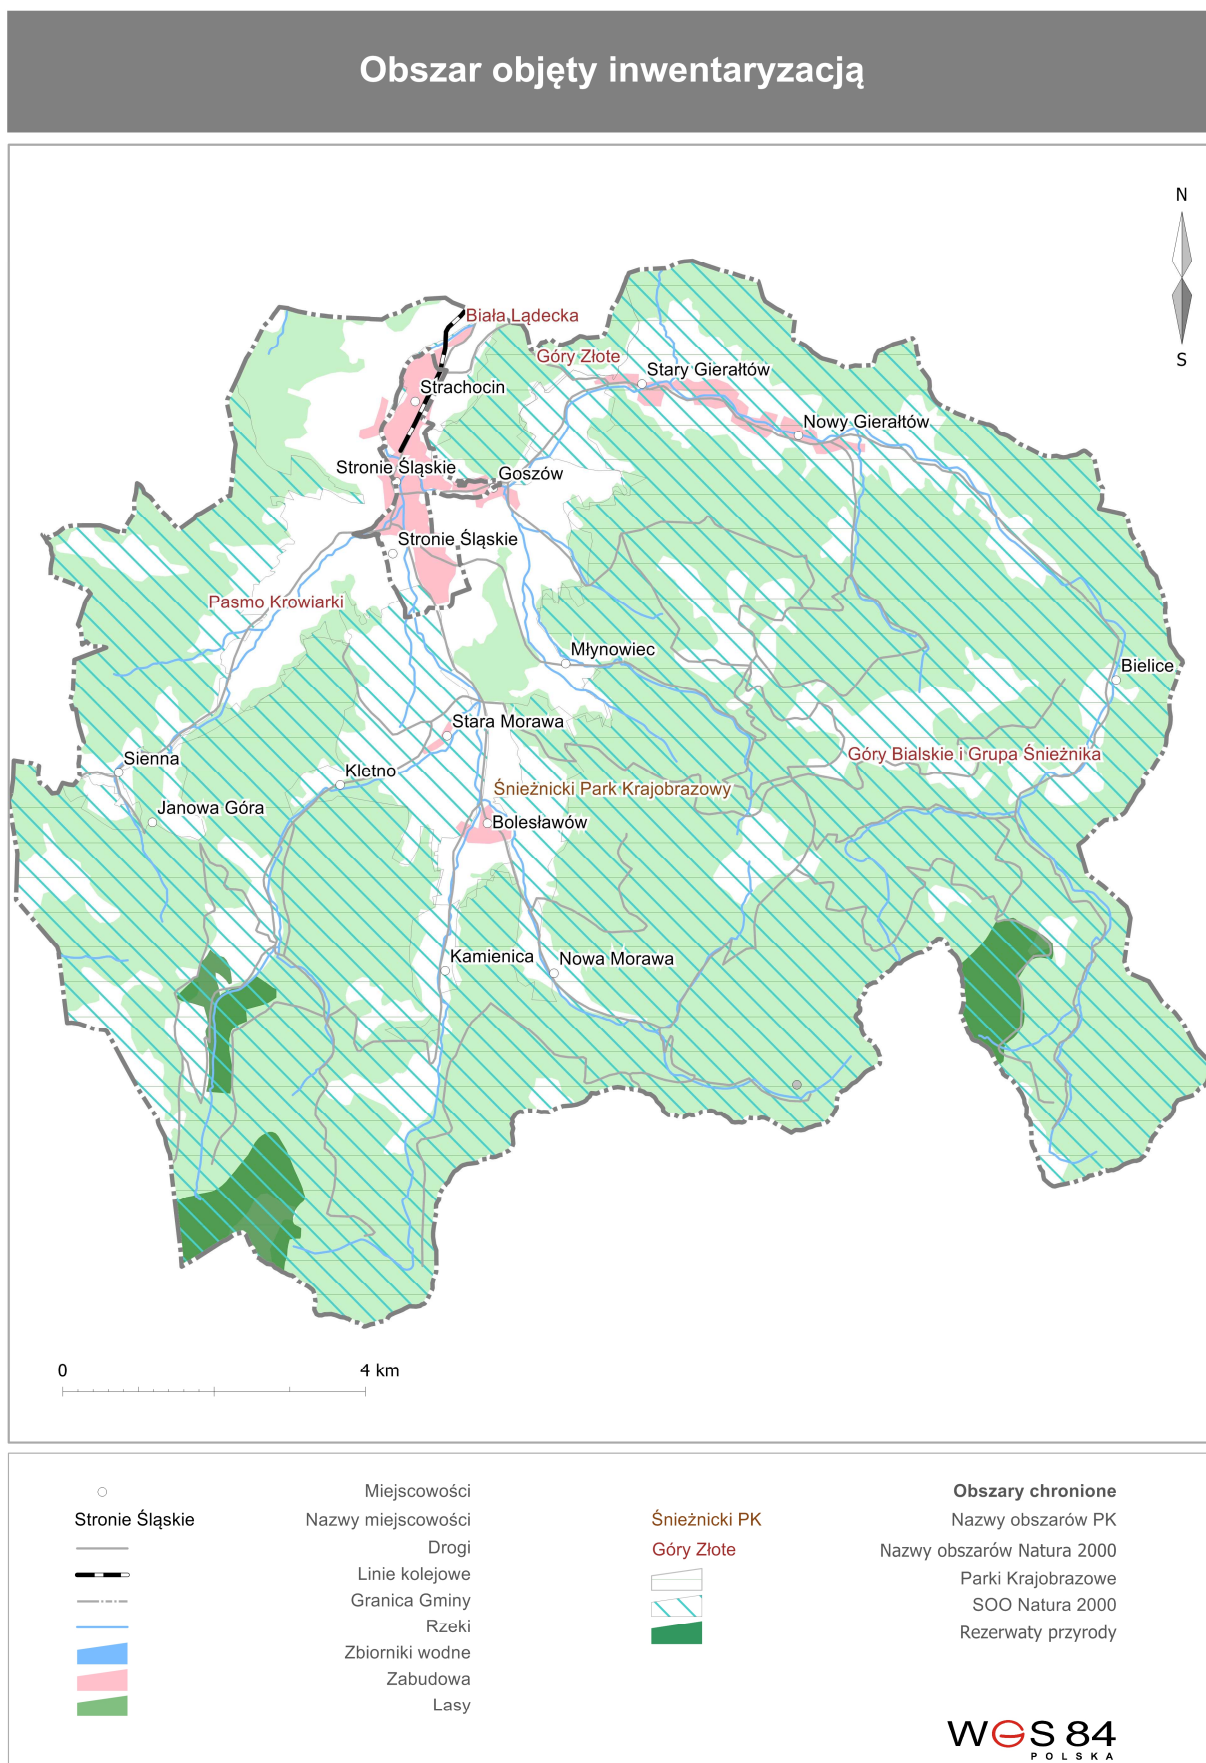 Obszar objęty inwentaryzacją
N
S
Biała Lądecka
Góry Złote
Stary Gierałtów
Strachocin
Nowy Gierałtów
Stronie Śląskie
Goszów
Stronie Śląskie
Pasmo Krowiarki
Młynowiec
Bielice
Stara Morawa
Góry Bialskie i Grupa Śnieżnika
Sienna
Kletno
Śnieżnicki Park Krajobrazowy
Janowa Góra
Bolesławów
Kamienica
Nowa Morawa
0 4 km
Miejscowości
Stronie Śląskie Nazwy miejscowości
Drogi
Linie kolejowe
Granica Gminy
Rzeki
Zbiorniki wodne
Zabudowa
Lasy
Obszary chronione
Śnieżnicki PK Nazwy obszarów PK
Góry Złote Nazwy obszarów Natura 2000
Parki Krajobrazowe
SOO Natura 2000
Rezerwaty przyrody
WGS 84
POLSKA